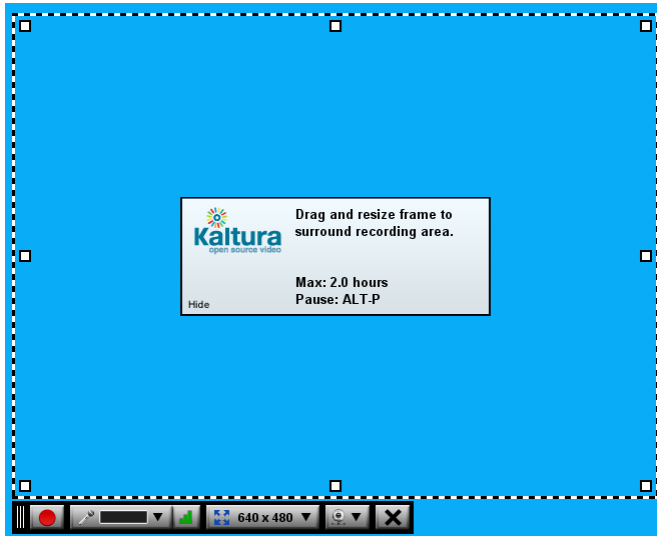 Kaltura
open source video
Drag and resize frame to
surround recording area.
Max: 2.0 hours
Pause: ALT-P
Hide
640 x 480